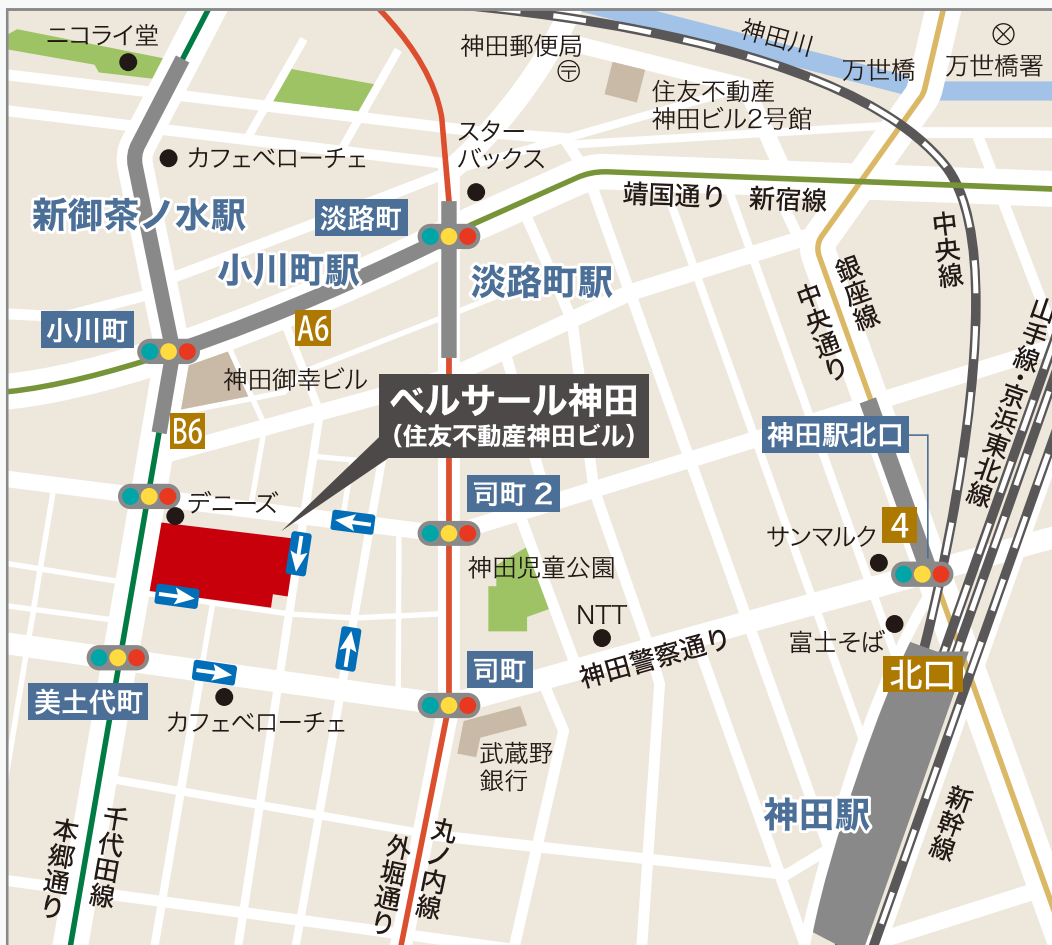 ニコライ堂
神田郵便局
神田川
万世橋
万世橋署
住友不動産
神田ビル2号館
スター
バックス
カフェベローチェ
新御茶ノ水駅
淡路町
靖国通り
新宿線
小川町駅
淡路町駅
中央線
銀座線
中央通り
山手線・京浜東北線
小川町
A6
神田御幸ビル
ベルサール神田
(住友不動産神田ビル)
B6
神田駅北口
司町 2
デニーズ
4
サンマルク
神田児童公園
NTT
富士そば
神田警察通り
司町
北口
美土代町
カフェベローチェ
武蔵野
銀行
神田駅
新幹線
千代田線
本郷通り
丸ノ内線
外堀通り